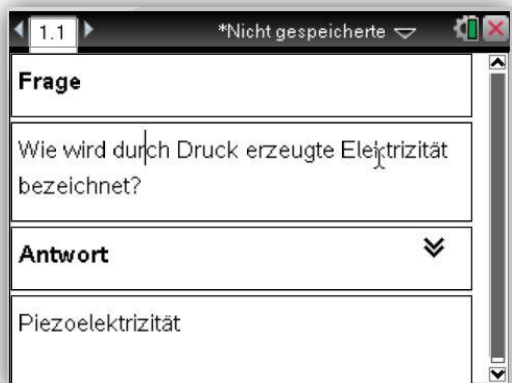 1.1
*Nicht gespeicherte
Frage
Wie wird durch Druck erzeugte Elektrizität
bezeichnet?
Antwort
Piezoelektrizität